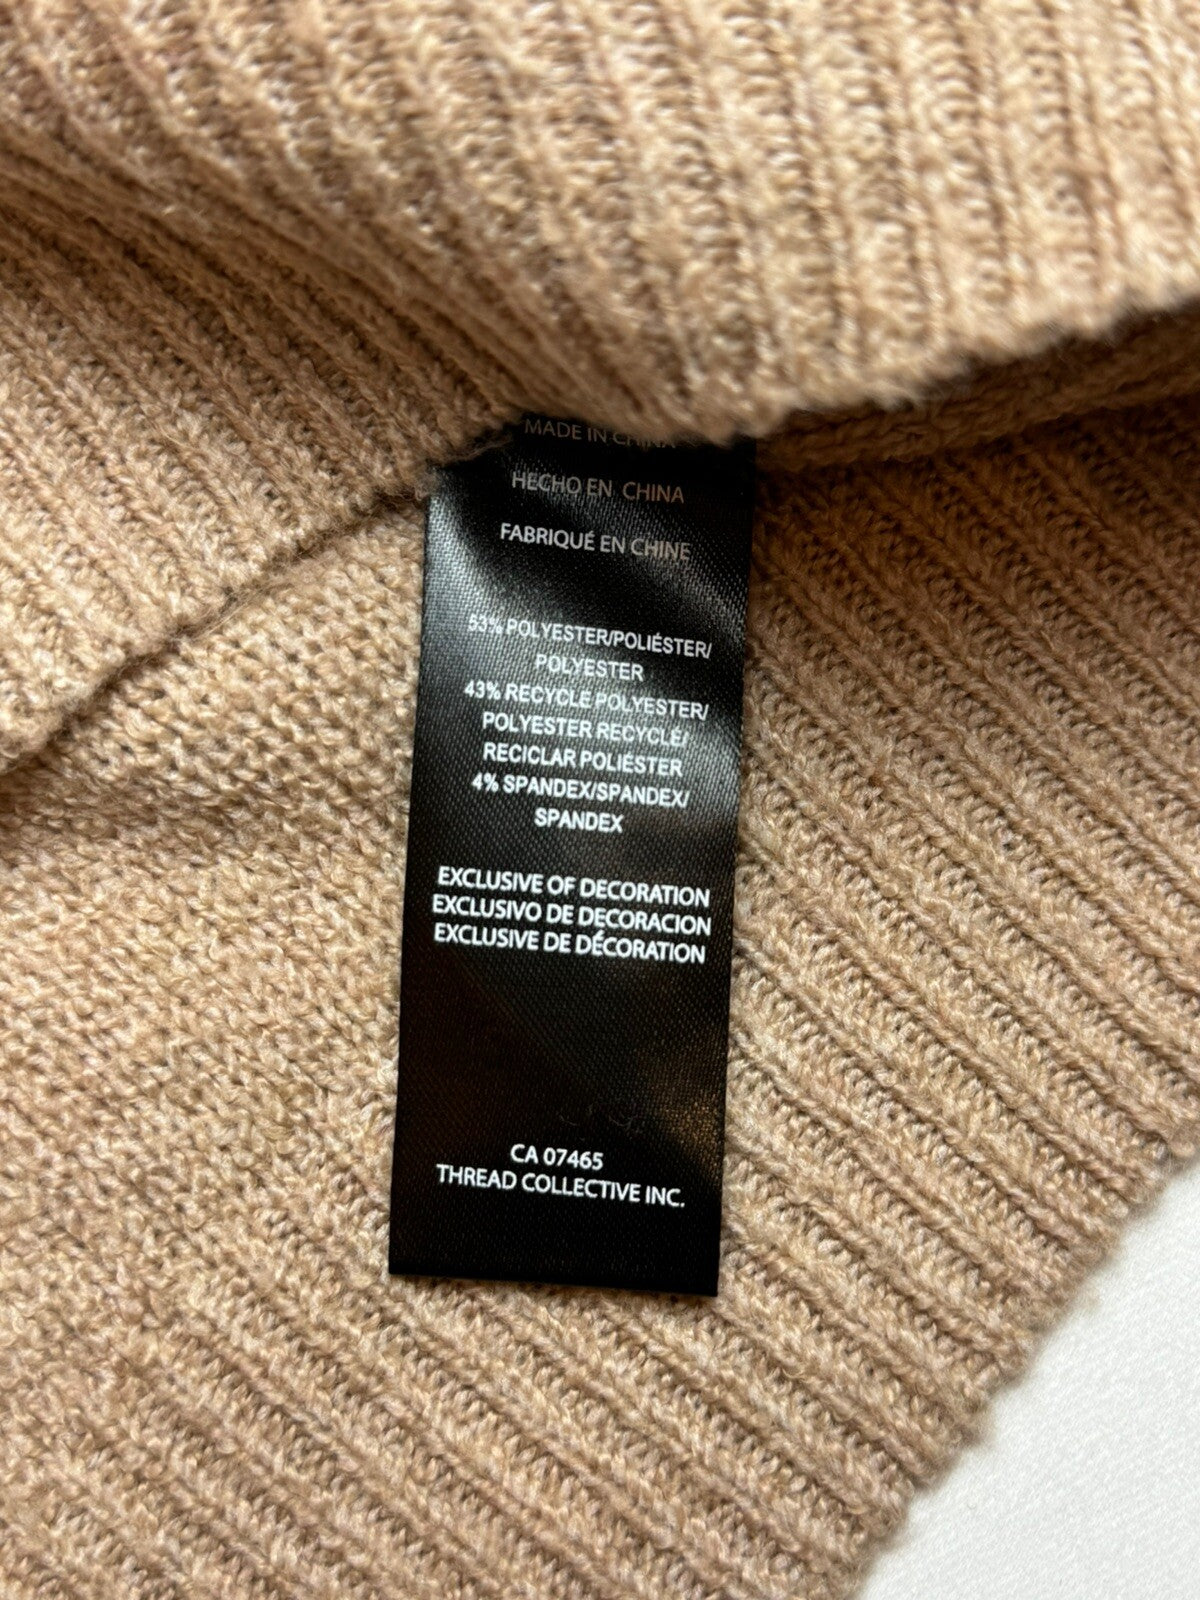 MADE IN CHINA
HECHO EN CHINA
FABRIQUÉ EN CHINE
53% POLYESTER/POLIÉSTER/
POLYESTER
43% RECYCLE POLYESTER/
POLYESTER RECYCLÉ/
RECICLAR POLIÉSTER
4% SPANDEX/SPANDEX/
SPANDEX
EXCLUSIVE OF DECORATION
EXCLUSIVO DE DECORACION
EXCLUSIVE DE DÉCORATION
CA 07465
THREAD COLLECTIVE INC.